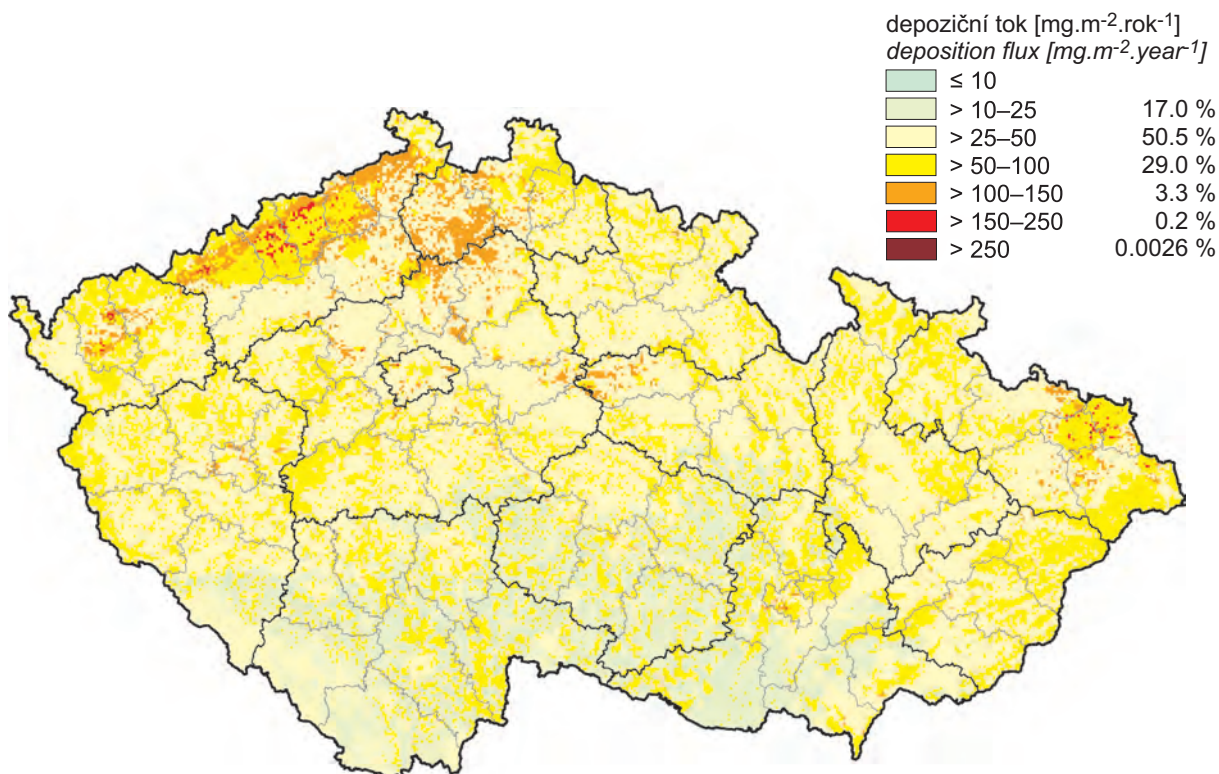 depoziční tok [mg.m-2.rok-1]
deposition flux [mg.m-2.year-1]
≤ 10
> 10–25 17.0 %
> 25–50 50.5 %
> 50–100 29.0 %
> 100–150 3.3 %
> 150–250 0.2 %
> 250 0.0026 %